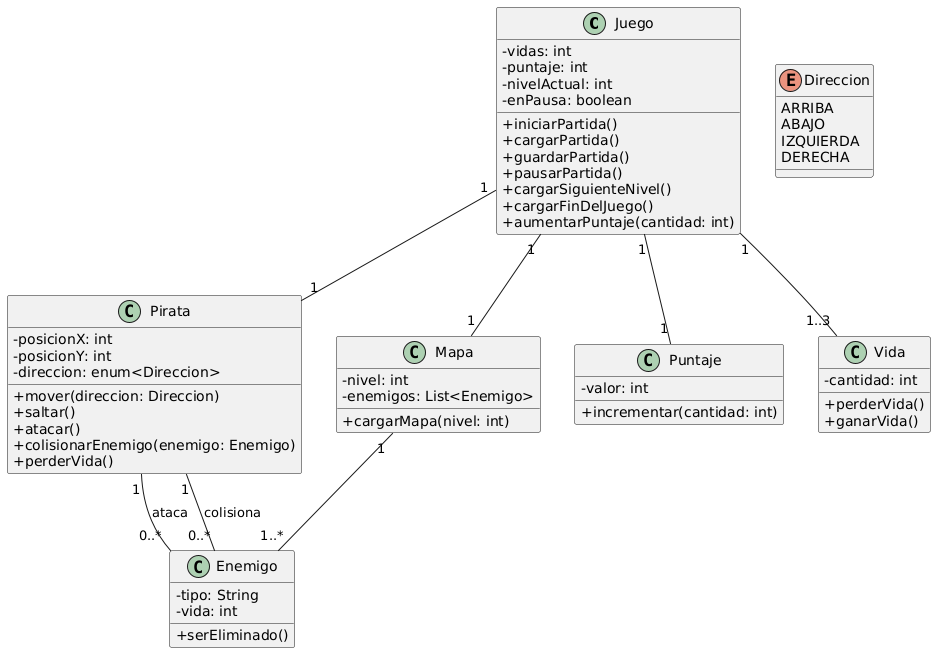 C Juego
-vidas: int
-puntaje: int
-nivelActual: int
-enPausa: boolean
+iniciarPartida()
+cargarPartida()
+guardarPartida()
+pausarPartida()
+cargarSiguienteNivel()
+cargarFinDelJuego()
+aumentarPuntaje(cantidad: int)
E Direccion
ARRIBA
ABAJO
IZQUIERDA
DERECHA
1
1
1
1
1
1
1
1..3
C Pirata
-posicionX: int
-posicionY: int
-direccion: enum<Direccion>
+mover(direccion: Direccion)
+saltar()
+atacar()
+colisionarEnemigo(enemigo: Enemigo)
+perderVida()
C Mapa
-nivel: int
-enemigos: List<Enemigo>
+cargarMapa(nivel: int)
C Puntaje
-valor: int
+incrementar(cantidad: int)
C Vida
-cantidad: int
+perderVida()
+ganarVida()
1
1
1
ataca
colisiona
0..*
0..*
1..*
C Enemigo
-tipo: String
-vida: int
+serEliminado()